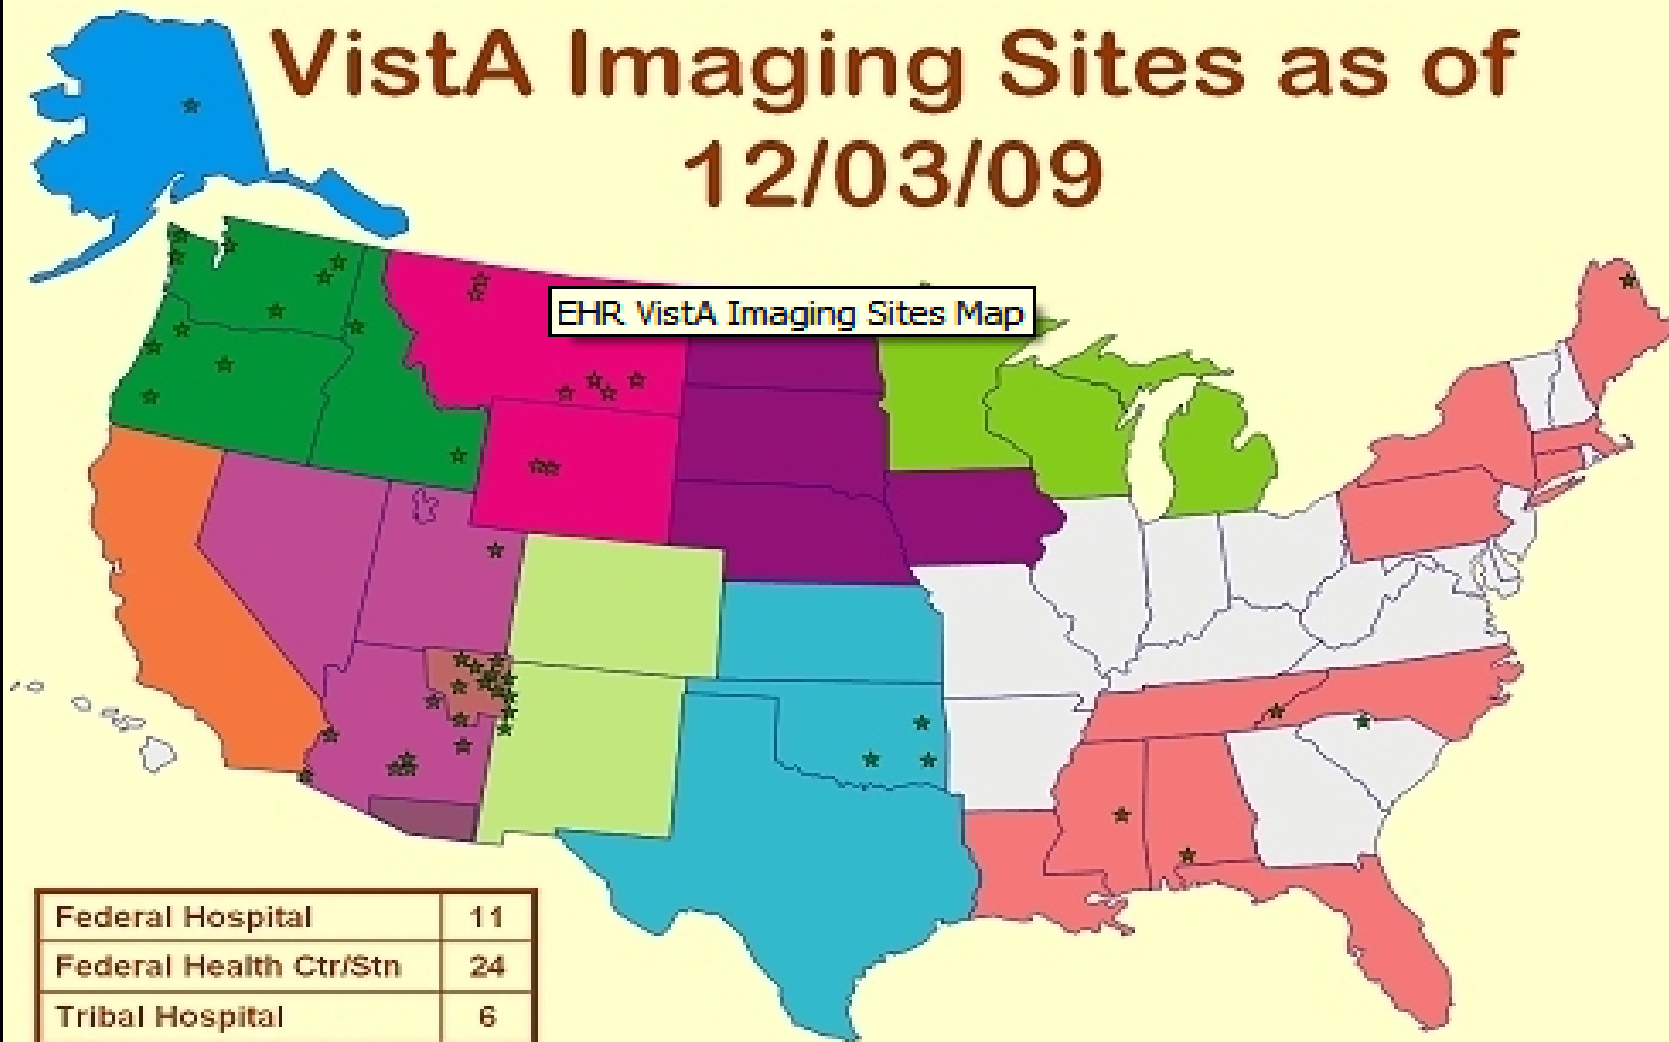 VistA Imaging Sites as of
12/03/09
EHR VistA Imaging Sites Map
Federal Hospital 11
Federal Health Ctr/Stn 24
Tribal Hospital 6